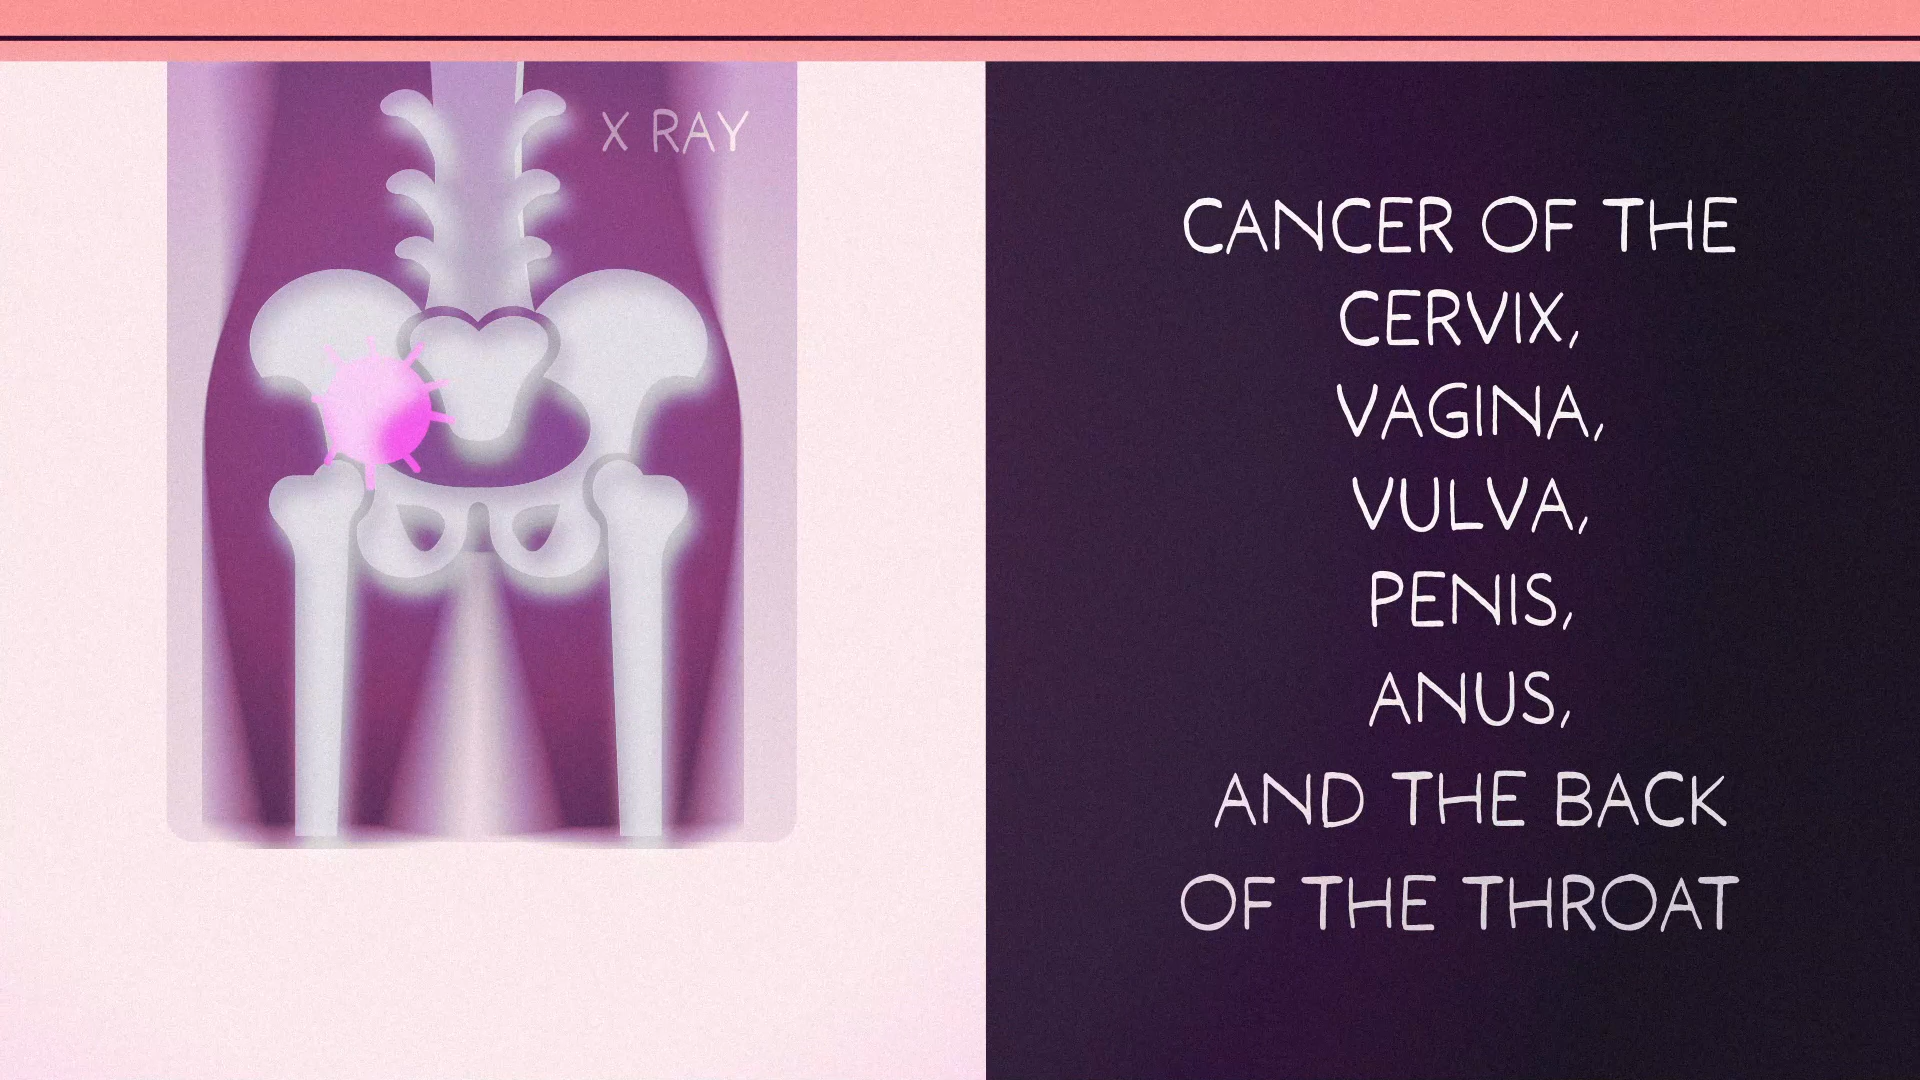 X RAY
CANCER OF THE
CERVIX,
VAGINA,
VULVA,
PENIS,
ANUS,
AND THE BACK
OF THE THROAT